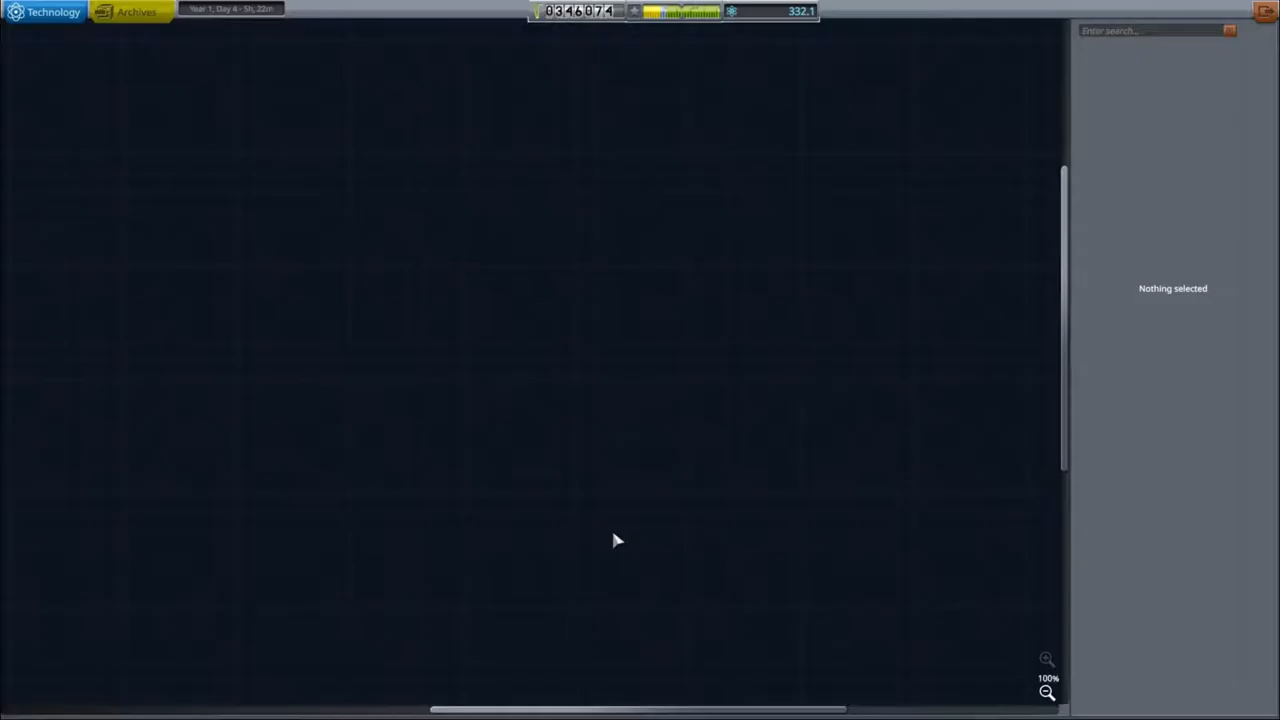 Technology
Archives
Year 1, Day 4 - 5h, 22m
0346074
332.1
Enter search...
Nothing selected
100%